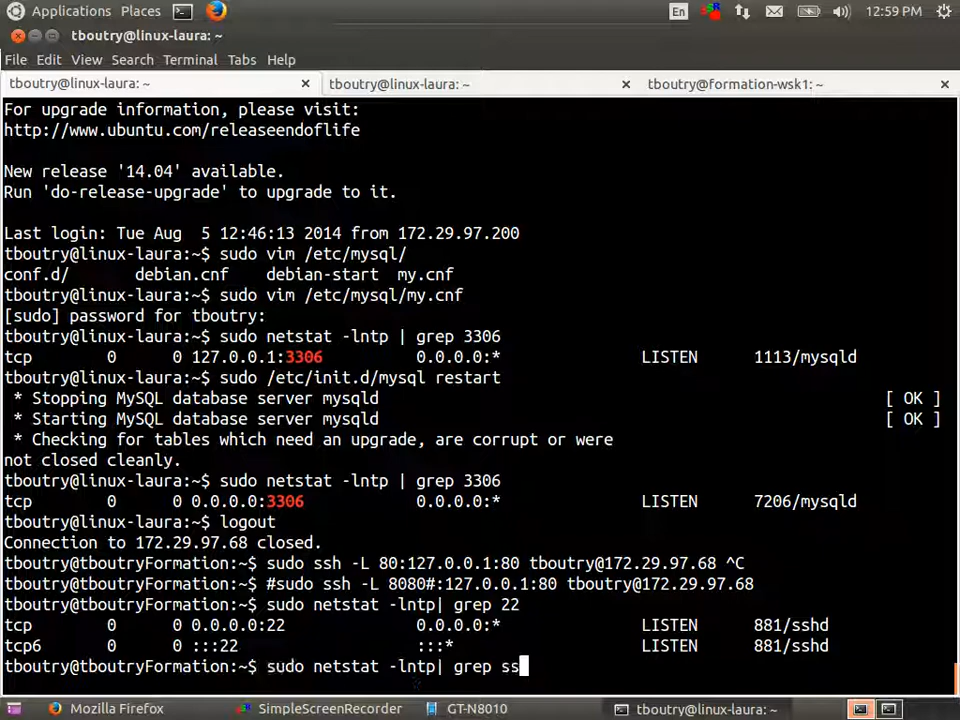 Applications Places En 12:59 PM
tboutry@linux-laura: ~
File Edit View Search Terminal Tabs Help
tboutry@linux-laura: ~ × tboutry@linux-laura: ~ × tboutry@formation-wsk1: ~ ×
For upgrade information, please visit:
http://www.ubuntu.com/releaseendoflife
New release '14.04' available.
Run 'do-release-upgrade' to upgrade to it.
Last login: Tue Aug  5 12:46:13 2014 from 172.29.97.200
tboutry@linux-laura:~$ sudo vim /etc/mysql/
conf.d/       debian.cnf    debian-start  my.cnf
tboutry@linux-laura:~$ sudo vim /etc/mysql/my.cnf
[sudo] password for tboutry:
tboutry@linux-laura:~$ sudo netstat -lntp | grep 3306
tcp        0      0 127.0.0.1:3306          0.0.0.0:*               LISTEN      1113/mysqld
tboutry@linux-laura:~$ sudo /etc/init.d/mysql restart
 * Stopping MySQL database server mysqld                                 [ OK ]
 * Starting MySQL database server mysqld                                 [ OK ]
 * Checking for tables which need an upgrade, are corrupt or were
not closed cleanly.
tboutry@linux-laura:~$ sudo netstat -lntp | grep 3306
tcp        0      0 0.0.0.0:3306            0.0.0.0:*               LISTEN      7206/mysqld
tboutry@linux-laura:~$ logout
Connection to 172.29.97.68 closed.
tboutry@tboutryFormation:~$ sudo ssh -L 80:127.0.0.1:80 tboutry@172.29.97.68 ^C
tboutry@tboutryFormation:~$ #sudo ssh -L 8080#:127.0.0.1:80 tboutry@172.29.97.68
tboutry@tboutryFormation:~$ sudo netstat -lntp| grep 22
tcp        0      0 0.0.0.0:22              0.0.0.0:*               LISTEN      881/sshd
tcp6       0      0 :::22                   :::*                    LISTEN      881/sshd
tboutry@tboutryFormation:~$ sudo netstat -lntp| grep ss
Mozilla Firefox SimpleScreenRecorder GT-N8010 tboutry@linux-laura: ~